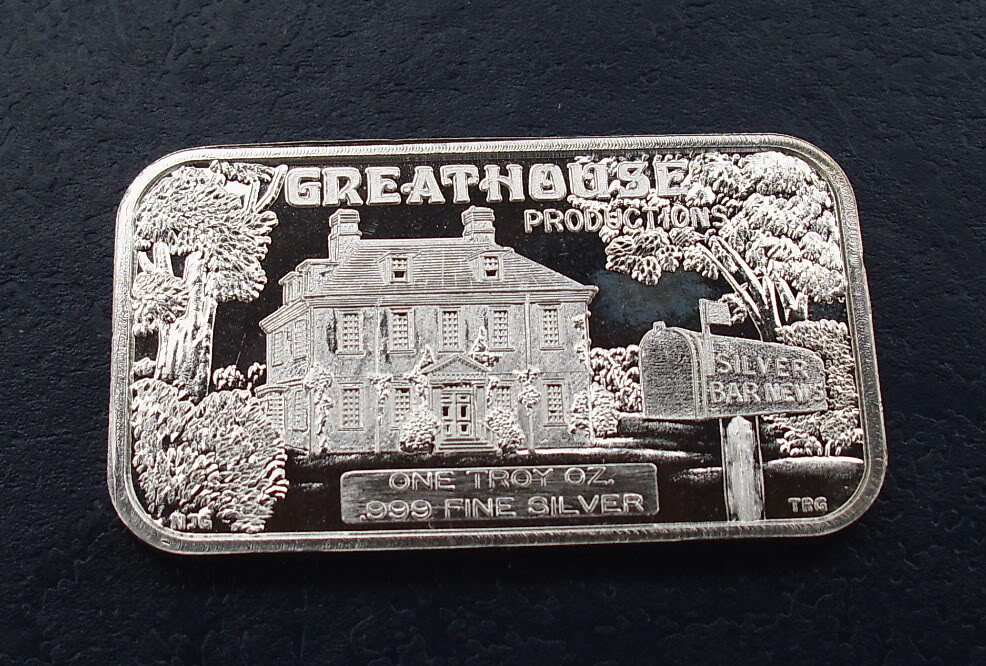 GREATHOUSE
PRODUCTIONS
SILVER
BAR NEWS
ONE TROY OZ.
.999 FINE SILVER
NJG
TRG